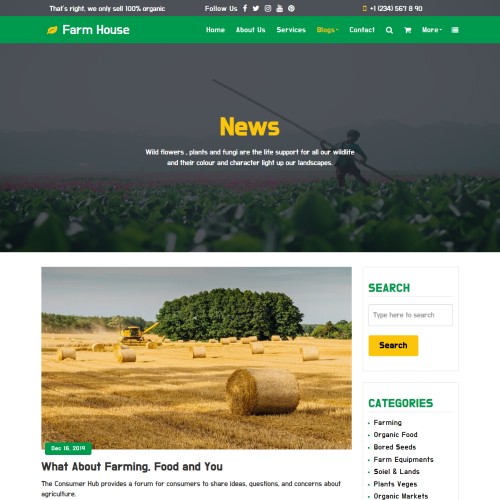 That's right, we only sell 100% organic
Follow Us
+1 (234) 567 8 90
Farm House
Home About Us Services Blogs Contact More
News
Wild flowers , plants and fungi are the life support for all our wildlife
and their colour and character light up our landscapes.
Dec 16, 2019
What About Farming, Food and You
The Consumer Hub provides a forum for consumers to share ideas, questions, and concerns about
agriculture.
SEARCH
Type here to search
Search
CATEGORIES
Farming
Organic Food
Bored Seeds
Farm Equipments
Soiel & Lands
Plants Veges
Organic Markets